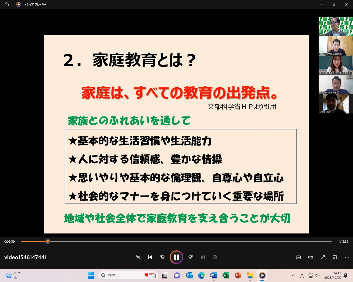 ２．家庭教育とは？
家庭は、すべての教育の出発点。
文部科学省ＨＰより引用
家族とのふれあいを通して
★基本的な生活習慣や生活能力
★人に対する信頼感、豊かな情操
★思いやりや基本的な倫理観、自尊心や自立心
★社会的なマナーを身につけていく重要な場所
地域や社会全体で家庭教育を支え合うことが大切
video1546147441